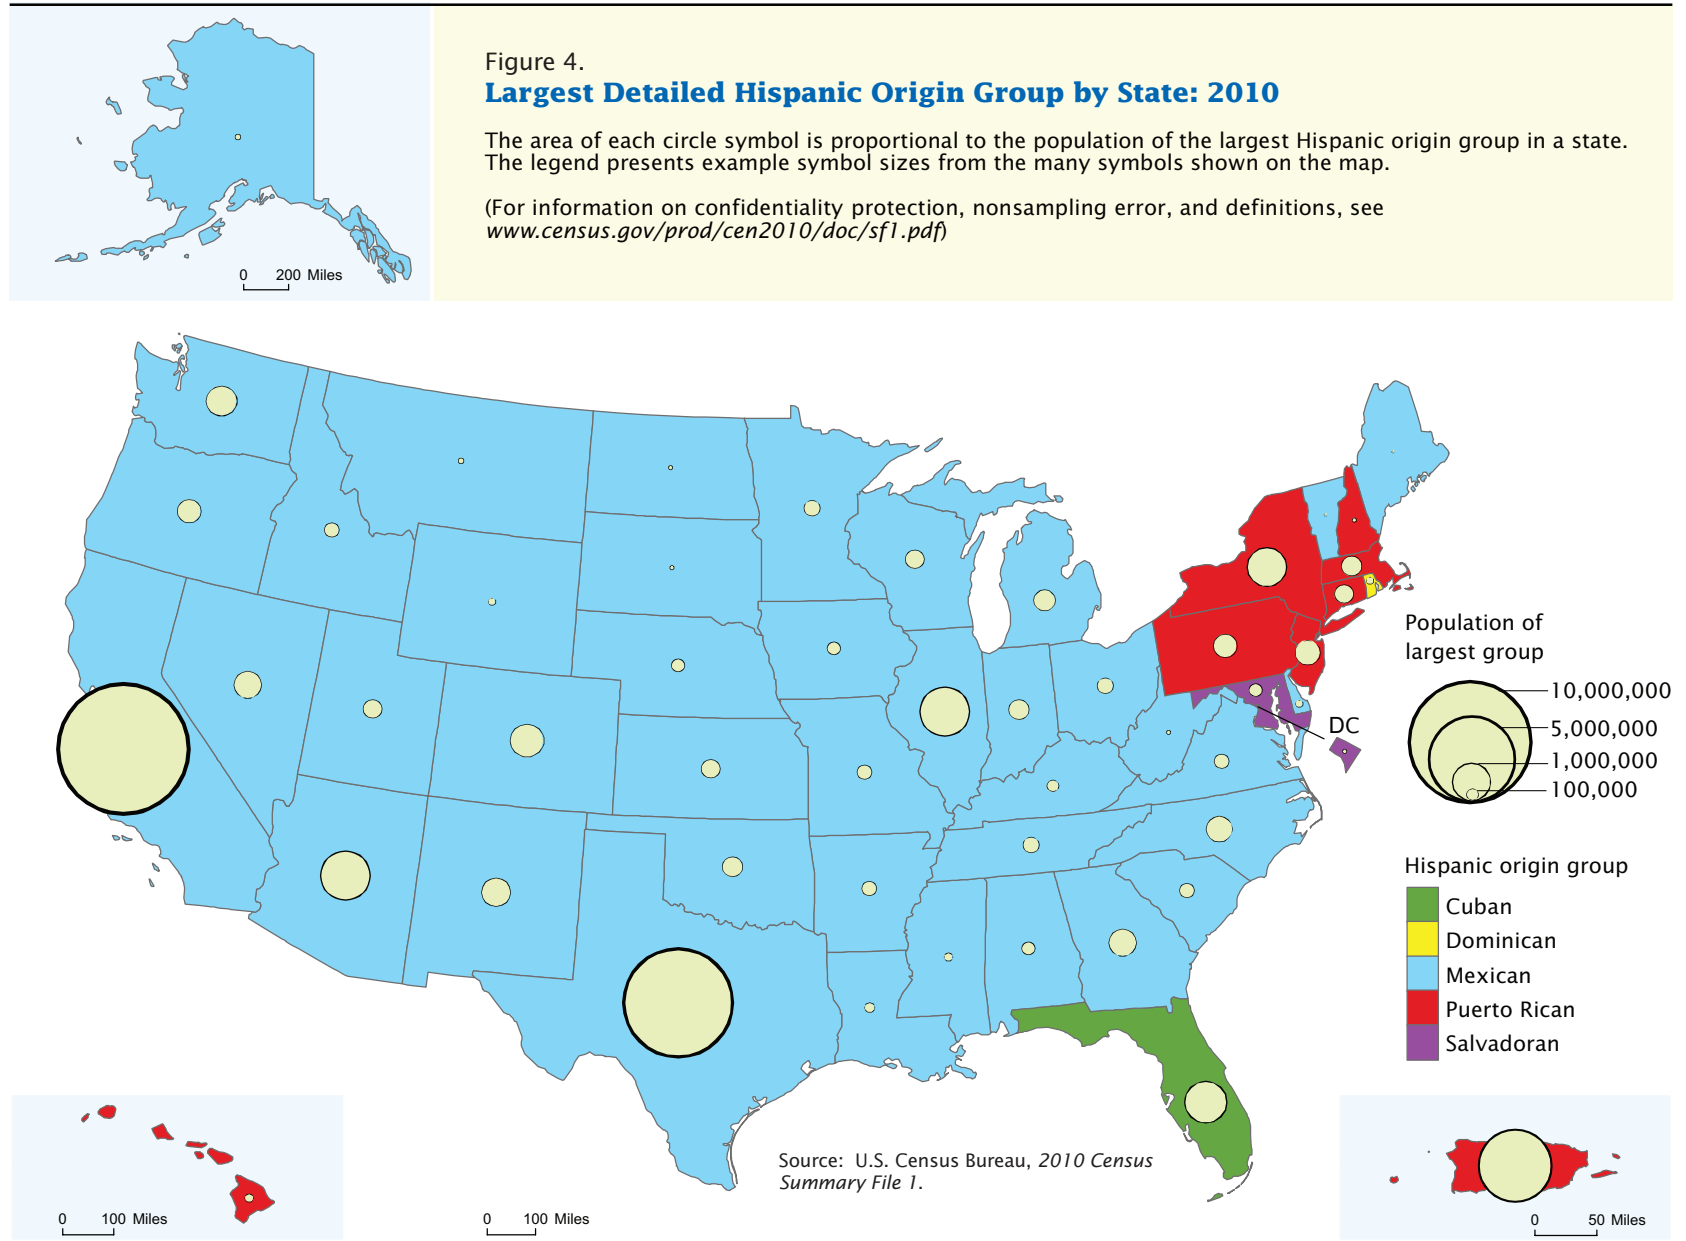 Figure 4.
Largest Detailed Hispanic Origin Group by State: 2010
The area of each circle symbol is proportional to the population of the largest Hispanic origin group in a state.
The legend presents example symbol sizes from the many symbols shown on the map.
(For information on confidentiality protection, nonsampling error, and definitions, see
www.census.gov/prod/cen2010/doc/sf1.pdf)
0 200 Miles
Population of
largest group
10,000,000
5,000,000
1,000,000
100,000
DC
Hispanic origin group
Cuban
Dominican
Mexican
Puerto Rican
Salvadoran
Source: U.S. Census Bureau, 2010 Census
Summary File 1.
0 100 Miles
0 100 Miles
0 50 Miles